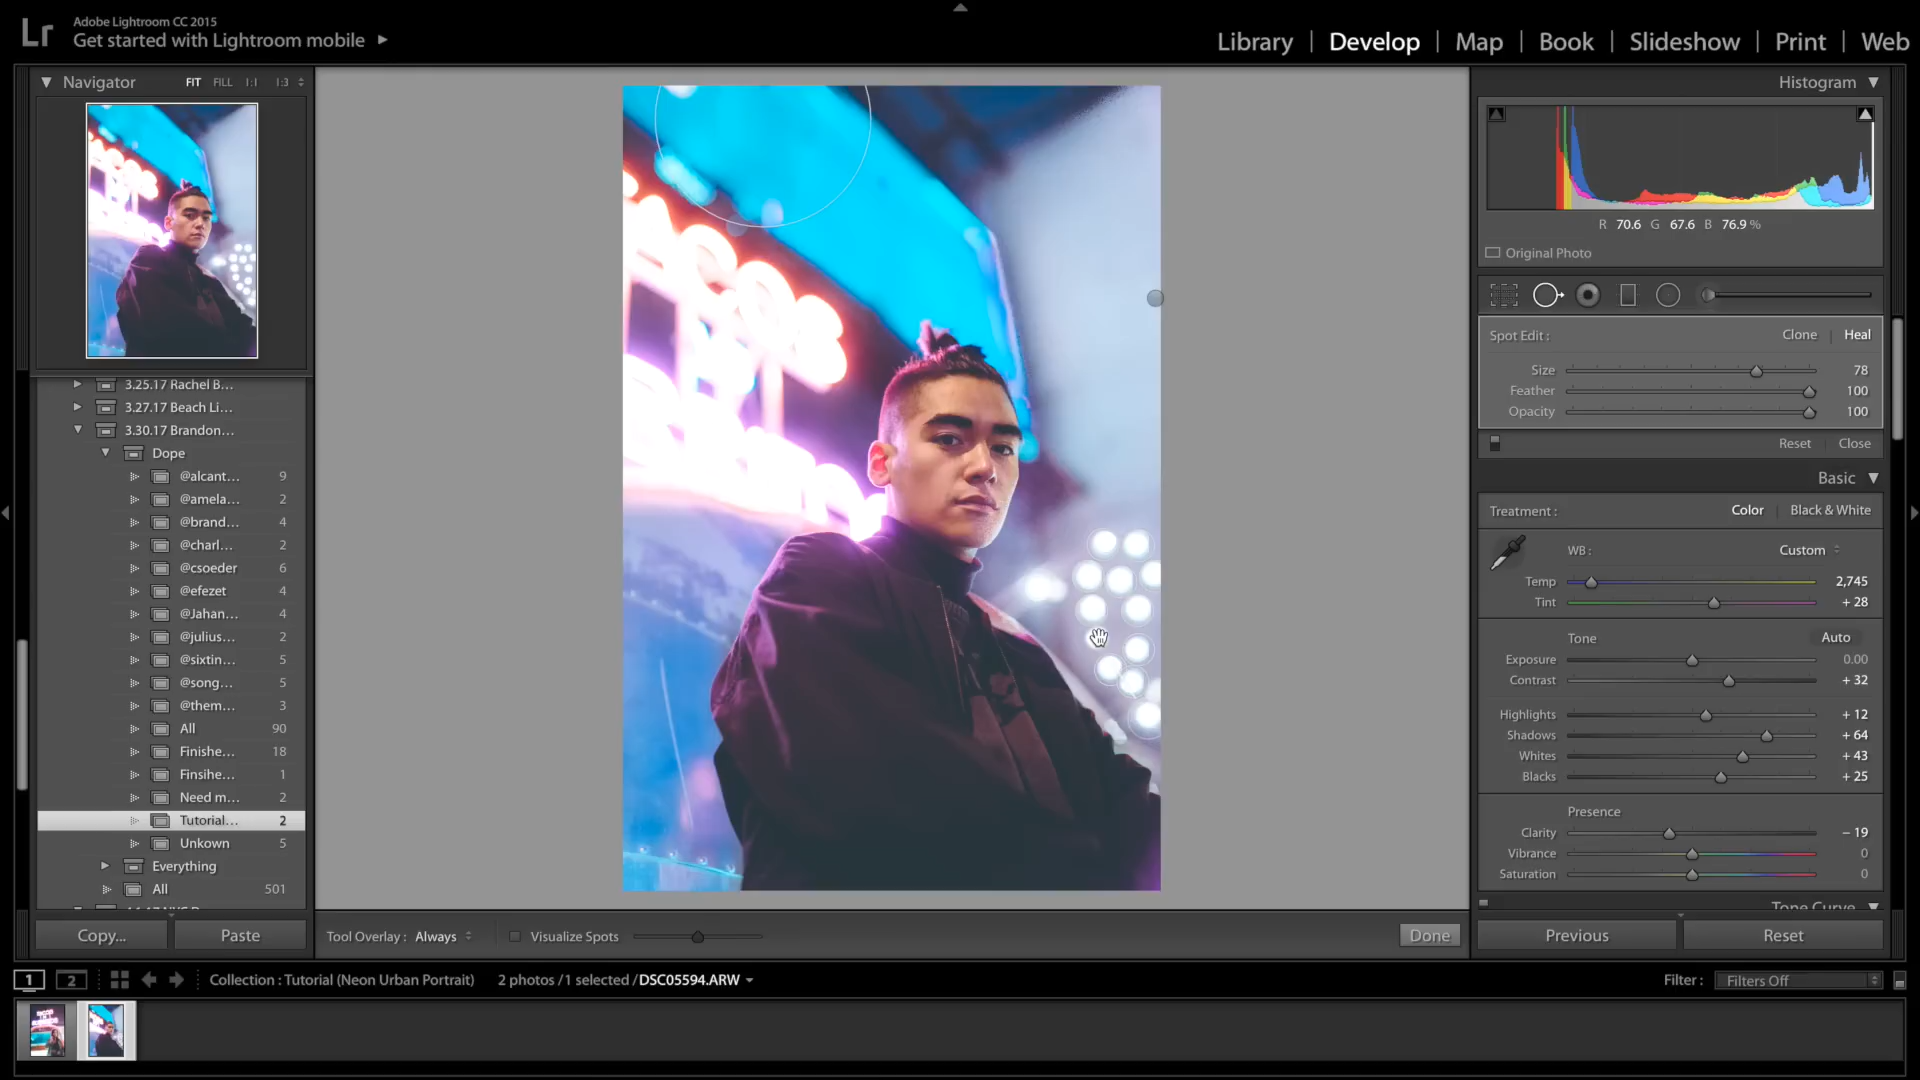 Lr
Adobe Lightroom CC 2015
Get started with Lightroom mobile
Library | Develop | Map | Book | Slideshow | Print | Web
Navigator FIT FILL 1:1 1:3
3.25.17 Rachel B...
3.27.17 Beach Li...
3.30.17 Brandon...
Dope
@alcant... 9
@amela... 2
@brand... 4
@charl... 2
@csoeder 6
@efezet 4
@Jahan... 4
@julius... 2
@sixtin... 5
@song... 5
@them... 3
All 90
Finishe... 18
Finsihe... 1
Need m... 2
Tutorial... 2
Unkown 5
Everything
All 501
Copy... Paste
Tool Overlay : Always Visualize Spots Done
Histogram
R 70.6 G 67.6 B 76.9 %
Original Photo
Spot Edit : Clone | Heal
Size 78
Feather 100
Opacity 100
Reset Close
Basic
Treatment : Color | Black & White
WB : Custom
Temp 2,745
Tint + 28
Tone Auto
Exposure 0.00
Contrast + 32
Highlights + 12
Shadows + 64
Whites + 43
Blacks + 25
Presence
Clarity − 19
Vibrance 0
Saturation 0
Tone Curve
Previous Reset
1 2 Collection : Tutorial (Neon Urban Portrait) 2 photos / 1 selected / DSC05594.ARW Filter : Filters Off